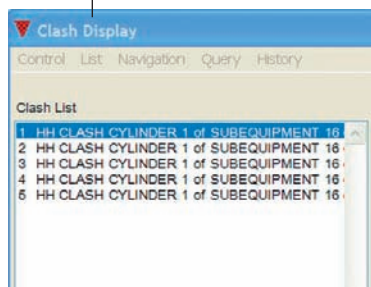 Clash Display
Control List Navigation Query History
Clash List
1 HH CLASH CYLINDER 1 of SUBEQUIPMENT 16
2 HH CLASH CYLINDER 1 of SUBEQUIPMENT 16
3 HH CLASH CYLINDER 1 of SUBEQUIPMENT 16
4 HH CLASH CYLINDER 1 of SUBEQUIPMENT 16
5 HH CLASH CYLINDER 1 of SUBEQUIPMENT 16